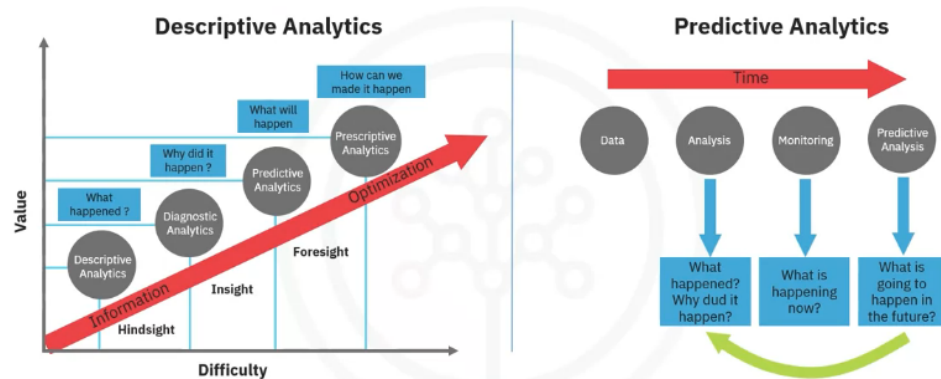 Descriptive Analytics
How can we
made it happen
What will
happen
Why did it
happen ?
What
happened ?
Prescriptive
Analytics
Predictive
Analytics
Diagnostic
Analytics
Descriptive
Analytics
Information
Optimization
Hindsight
Insight
Foresight
Value
Difficulty
Predictive Analytics
Time
Data
Analysis
Monitoring
Predictive
Analysis
What
happened?
Why dud it
happen?
What is
happening
now?
What is
going to
happen in
the future?